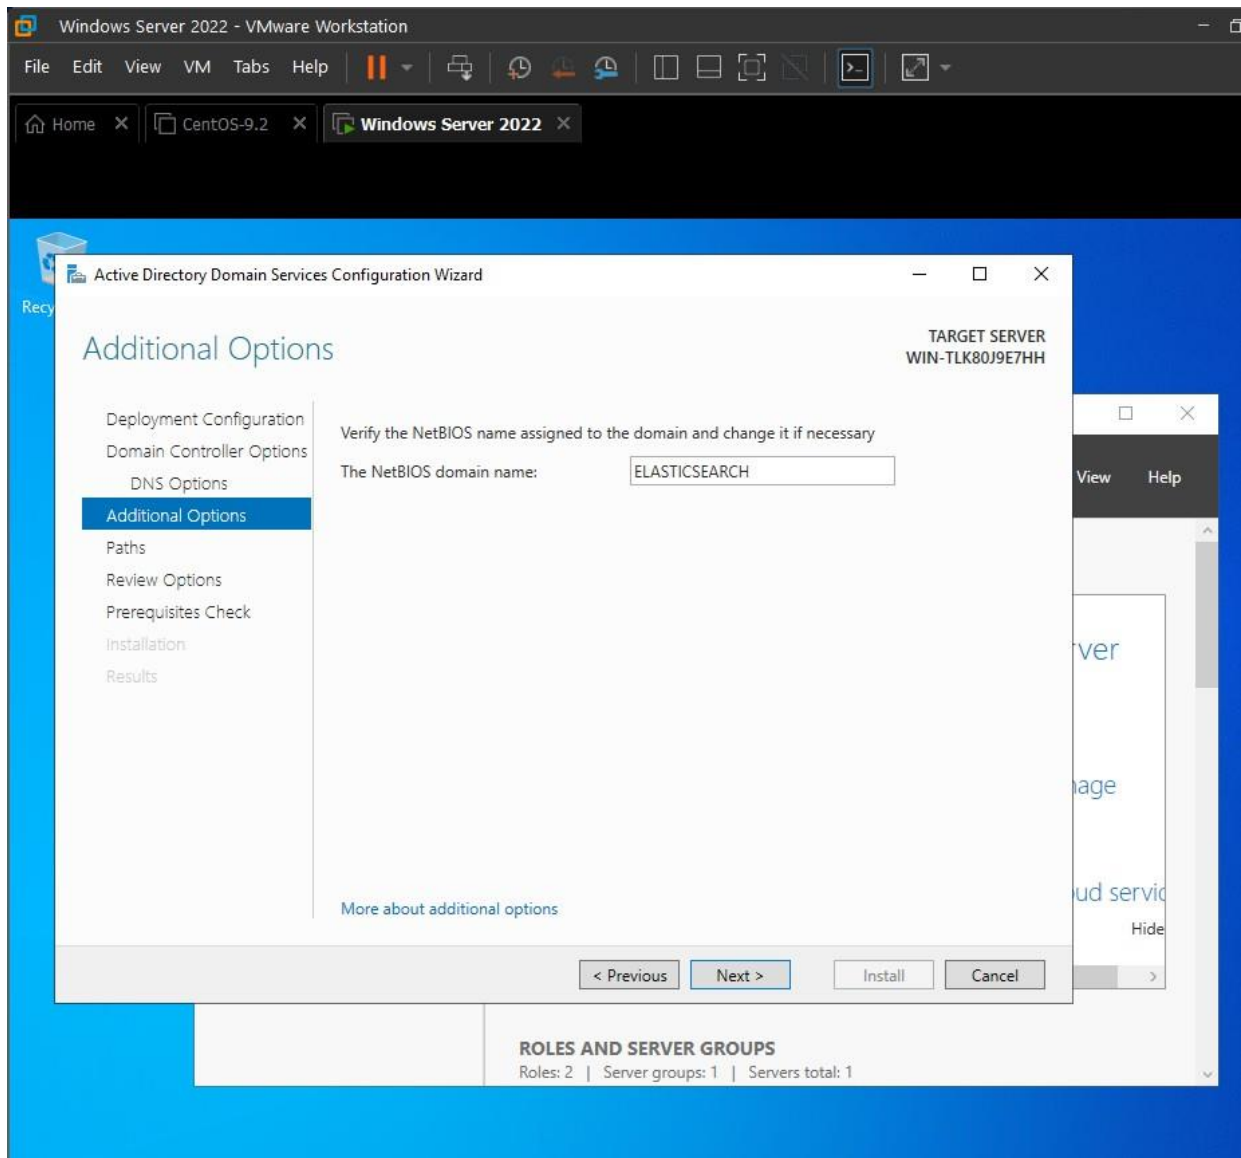 Windows Server 2022 - VMware Workstation
File Edit View VM Tabs Help
Home CentOS-9.2 Windows Server 2022
Recy
Active Directory Domain Services Configuration Wizard
Additional Options
TARGET SERVER
WIN-TLK80J9E7HH
Deployment Configuration
Domain Controller Options
DNS Options
Additional Options
Paths
Review Options
Prerequisites Check
Installation
Results
Verify the NetBIOS name assigned to the domain and change it if necessary
The NetBIOS domain name: ELASTICSEARCH
More about additional options
< Previous Next > Install Cancel
View Help
ver
nage
oud servic
Hide
ROLES AND SERVER GROUPS
Roles: 2 | Server groups: 1 | Servers total: 1